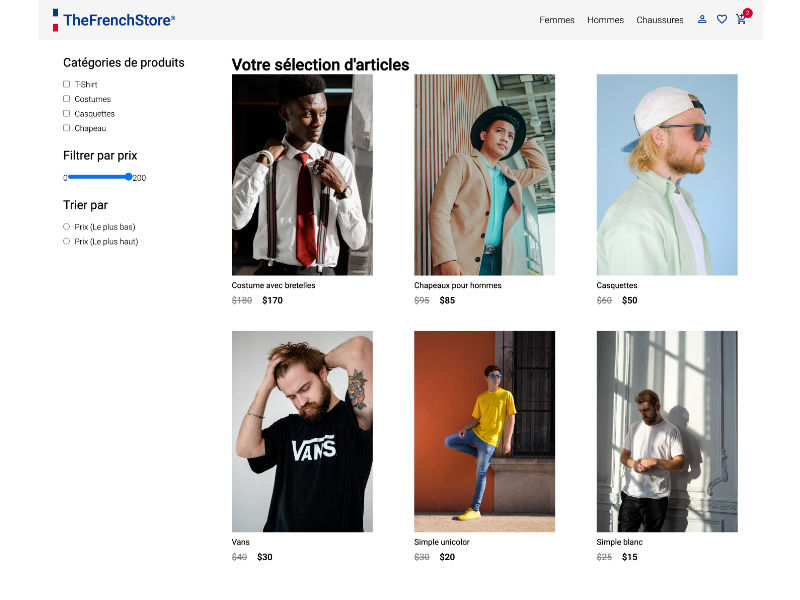 TheFrenchStore®
Femmes Hommes Chaussures 2
Catégories de produits
T-Shirt
Costumes
Casquettes
Chapeau
Filtrer par prix
0 200
Trier par
Prix (Le plus bas)
Prix (Le plus haut)
Votre sélection d'articles
Costume avec bretelles
$180 $170
Chapeaux pour hommes
$95 $85
Casquettes
$60 $50
VANS
Vans
$40 $30
Simple unicolor
$30 $20
Simple blanc
$25 $15